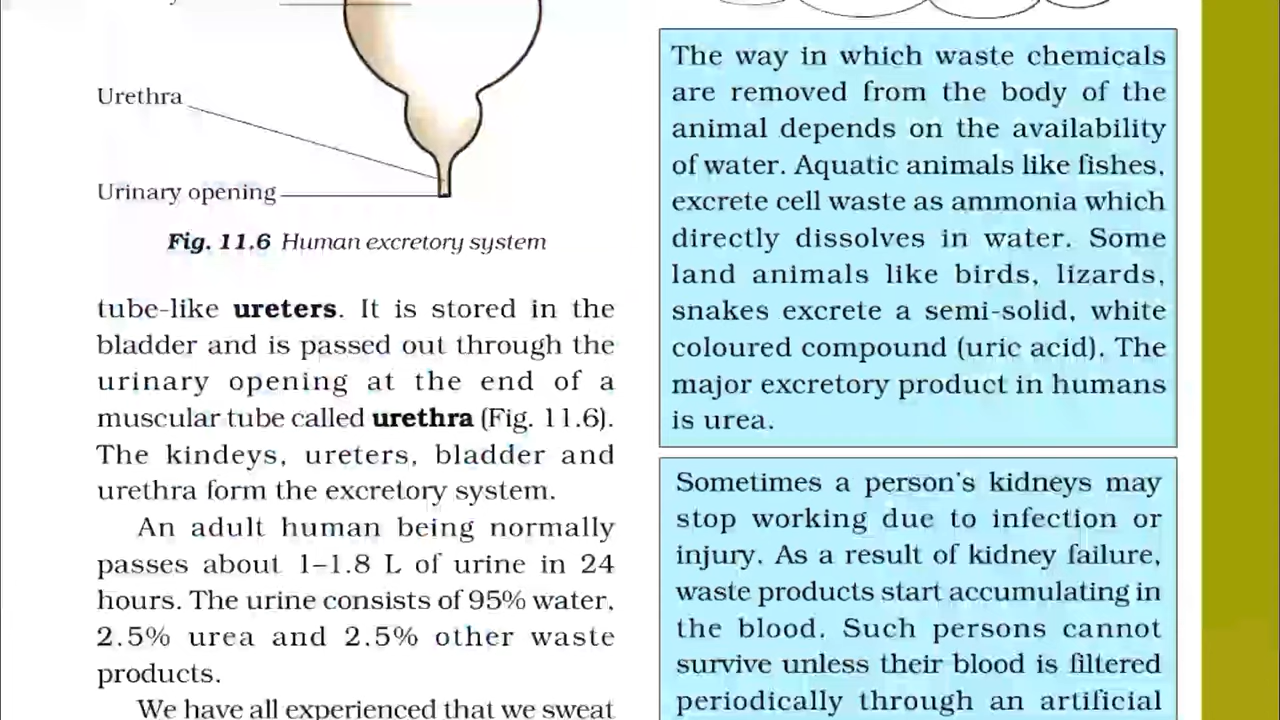 Urethra
Urinary opening
Fig. 11.6 Human excretory system
tube-like ureters. It is stored in the
bladder and is passed out through the
urinary opening at the end of a
muscular tube called urethra (Fig. 11.6).
The kindeys, ureters, bladder and
urethra form the excretory system.
An adult human being normally
passes about 1–1.8 L of urine in 24
hours. The urine consists of 95% water,
2.5% urea and 2.5% other waste
products.
We have all experienced that we sweat
The way in which waste chemicals
are removed from the body of the
animal depends on the availability
of water. Aquatic animals like fishes,
excrete cell waste as ammonia which
directly dissolves in water. Some
land animals like birds, lizards,
snakes excrete a semi-solid, white
coloured compound (uric acid). The
major excretory product in humans
is urea.
Sometimes a person's kidneys may
stop working due to infection or
injury. As a result of kidney failure,
waste products start accumulating in
the blood. Such persons cannot
survive unless their blood is filtered
periodically through an artificial